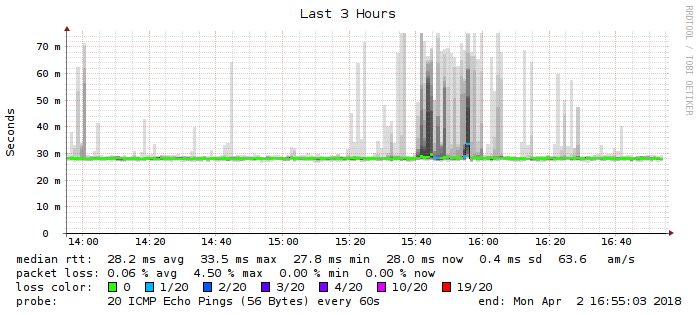 Last 3 Hours
RRDTOOL / TOBI OETIKER
Seconds
70 m
60 m
50 m
40 m
30 m
20 m
10 m
0
14:00 14:20 14:40 15:00 15:20 15:40 16:00 16:20 16:40
median rtt: 28.2 ms avg 33.5 ms max 27.8 ms min 28.0 ms now 0.4 ms sd 63.6 am/s
packet loss: 0.06 % avg 4.50 % max 0.00 % min 0.00 % now
loss color: 0 1/20 2/20 3/20 4/20 10/20 19/20
probe: 20 ICMP Echo Pings (56 Bytes) every 60s end: Mon Apr 2 16:55:03 2018